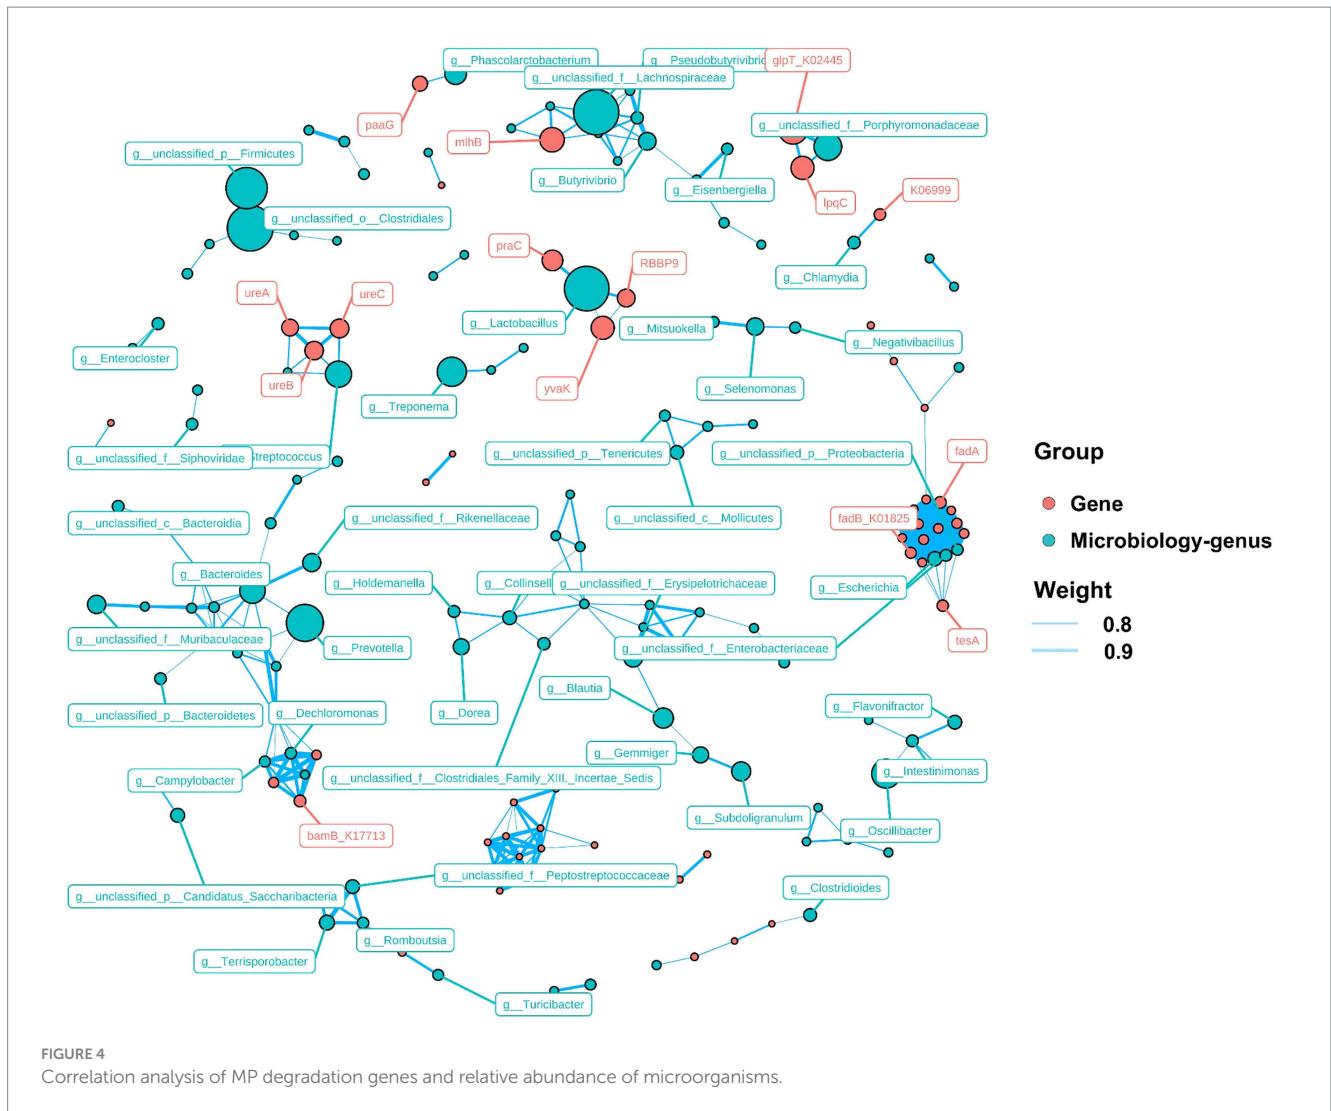 g__Phascolarctobacterium
g__Pseudobutyrivibrio
glpT_K02445
g__unclassified_f__Lachnospiraceae
paaG
mlhB
g__unclassified_f__Porphyromonadaceae
g__unclassified_p__Firmicutes
g__Butyrivibrio
g__Eisenbergiella
lpqC
K06999
g__unclassified_o__Clostridiales
praC
RBBP9
g__Chlamydia
ureA
ureC
g__Lactobacillus
g__Mitsuokella
g__Negativibacillus
g__Enterocloster
ureB
yvaK
g__Selenomonas
g__Treponema
g__unclassified_f__Siphoviridae
Streptococcus
g__unclassified_p__Tenericutes
g__unclassified_p__Proteobacteria
fadA
g__unclassified_c__Bacteroidia
g__unclassified_f__Rikenellaceae
g__unclassified_c__Mollicutes
fadB_K01825
g__Bacteroides
g__Holdemanella
g__Collinsell
g__unclassified_f__Erysipelotrichaceae
g__Escherichia
g__unclassified_f__Muribaculaceae
g__Prevotella
g__unclassified_f__Enterobacteriaceae
tesA
g__unclassified_p__Bacteroidetes
g__Dechloromonas
g__Dorea
g__Blautia
g__Flavonifractor
g__Campylobacter
g__unclassified_f__Clostridiales_Family_XIII._Incertae_Sedis
g__Gemmiger
g__Intestinimonas
bamB_K17713
g__Subdoligranulum
g__Oscillibacter
g__unclassified_p__Candidatus_Saccharibacteria
g__unclassified_f__Peptostreptococcaceae
g__Clostridioides
g__Romboutsia
g__Terrisporobacter
g__Turicibacter
Group
Gene
Microbiology-genus
Weight
0.8
0.9
FIGURE 4
Correlation analysis of MP degradation genes and relative abundance of microorganisms.